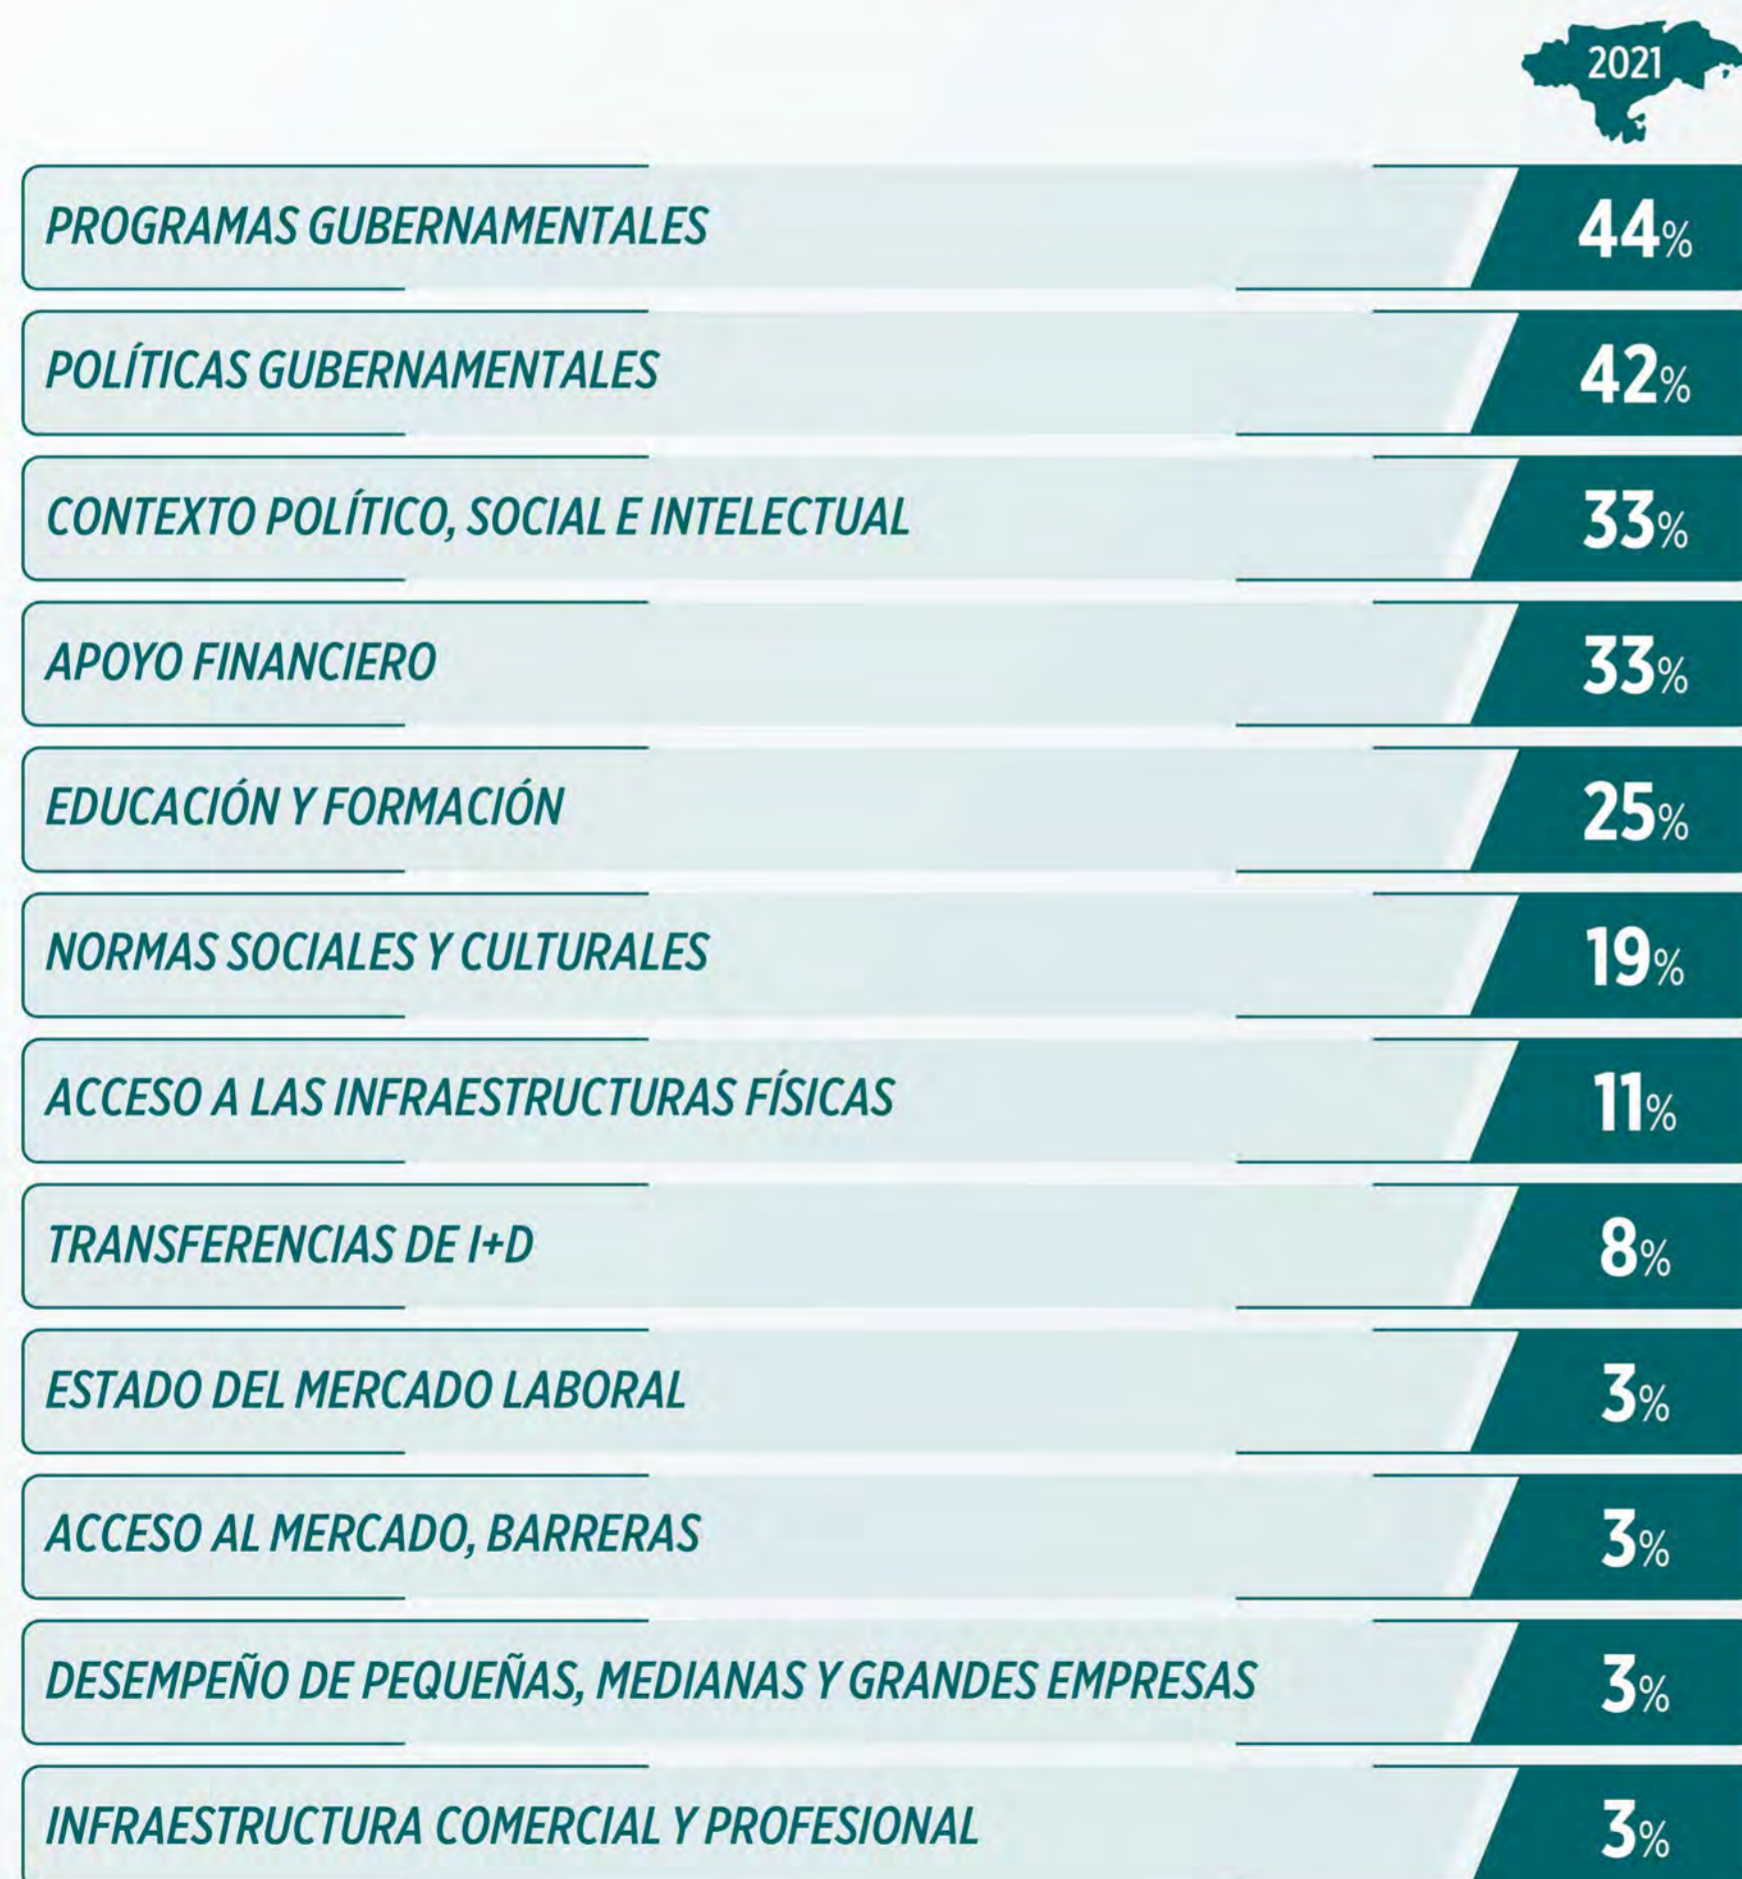 2021
PROGRAMAS GUBERNAMENTALES 44%
POLÍTICAS GUBERNAMENTALES 42%
CONTEXTO POLÍTICO, SOCIAL E INTELECTUAL 33%
APOYO FINANCIERO 33%
EDUCACIÓN Y FORMACIÓN 25%
NORMAS SOCIALES Y CULTURALES 19%
ACCESO A LAS INFRAESTRUCTURAS FÍSICAS 11%
TRANSFERENCIAS DE I+D 8%
ESTADO DEL MERCADO LABORAL 3%
ACCESO AL MERCADO, BARRERAS 3%
DESEMPEÑO DE PEQUEÑAS, MEDIANAS Y GRANDES EMPRESAS 3%
INFRAESTRUCTURA COMERCIAL Y PROFESIONAL 3%